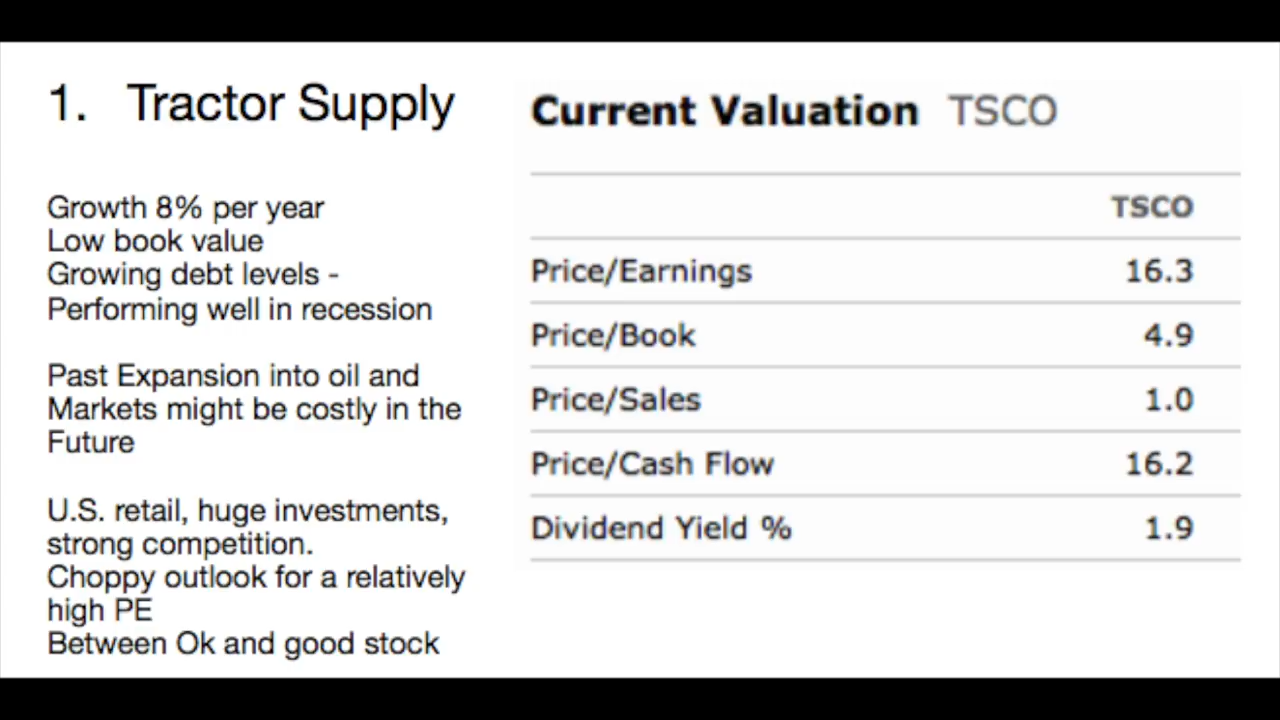 1. Tractor Supply
Growth 8% per year
Low book value
Growing debt levels -
Performing well in recession
Past Expansion into oil and
Markets might be costly in the
Future
U.S. retail, huge investments,
strong competition.
Choppy outlook for a relatively
high PE
Between Ok and good stock
Current Valuation TSCO
TSCO
Price/Earnings 16.3
Price/Book 4.9
Price/Sales 1.0
Price/Cash Flow 16.2
Dividend Yield % 1.9